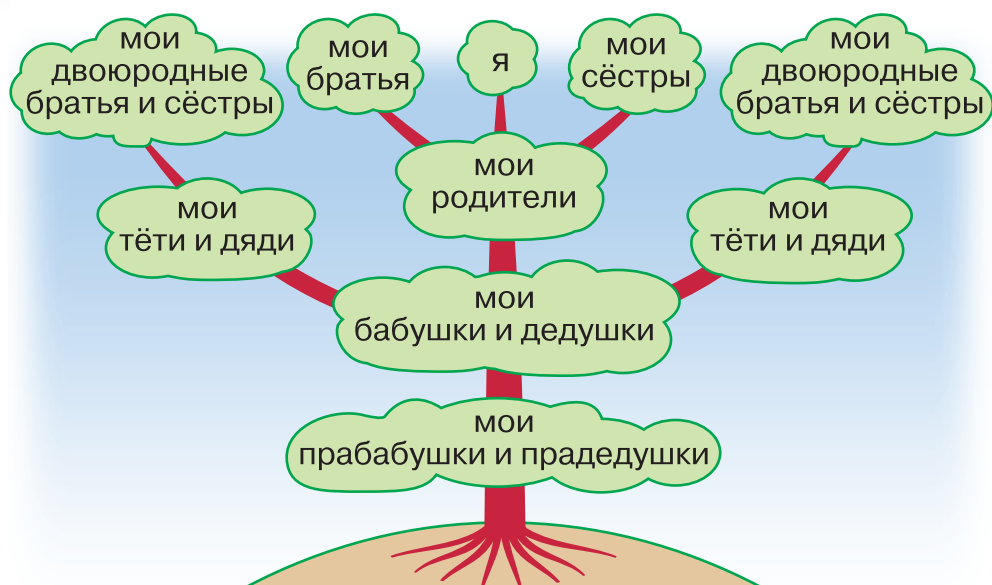 мои
двоюродные
братья и сёстры
мои
братья
я
мои
сёстры
мои
двоюродные
братья и сёстры
мои
родители
мои
тёти и дяди
мои
тёти и дяди
мои
бабушки и дедушки
мои
прабабушки и прадедушки